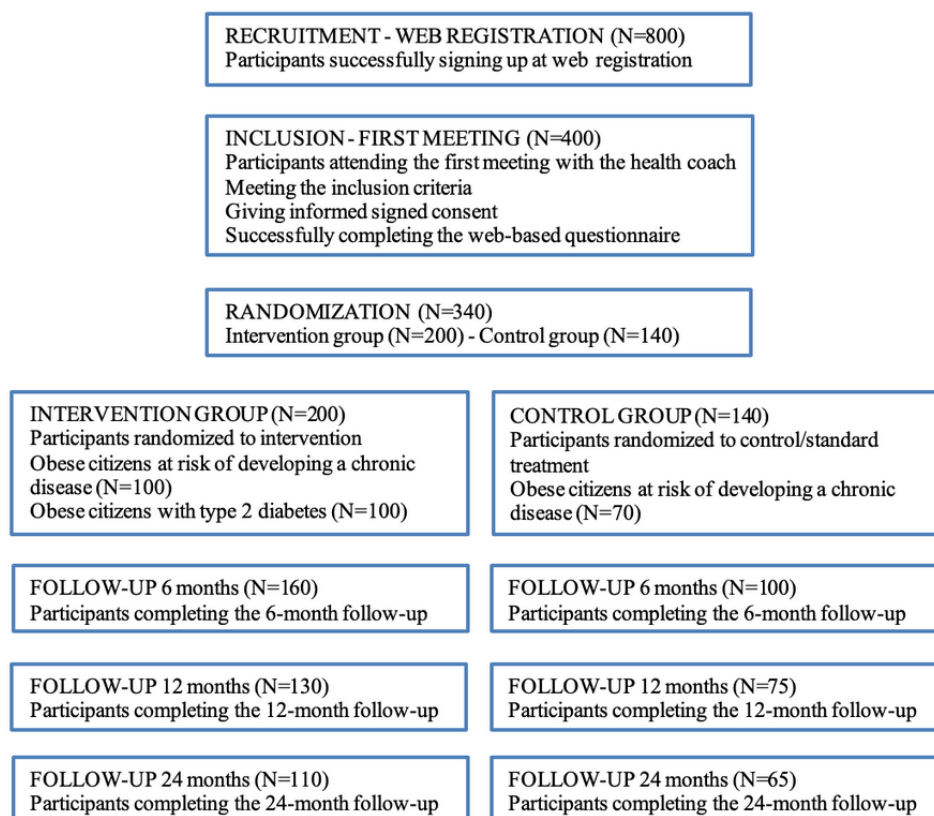 RECRUITMENT - WEB REGISTRATION (N=800)
Participants successfully signing up at web registration
INCLUSION - FIRST MEETING (N=400)
Participants attending the first meeting with the health coach
Meeting the inclusion criteria
Giving informed signed consent
Successfully completing the web-based questionnaire
RANDOMIZATION (N=340)
Intervention group (N=200) - Control group (N=140)
INTERVENTION GROUP (N=200)
Participants randomized to intervention
Obese citizens at risk of developing a chronic
disease (N=100)
Obese citizens with type 2 diabetes (N=100)
CONTROL GROUP (N=140)
Participants randomized to control/standard
treatment
Obese citizens at risk of developing a chronic
disease (N=70)
FOLLOW-UP 6 months (N=160)
Participants completing the 6-month follow-up
FOLLOW-UP 6 months (N=100)
Participants completing the 6-month follow-up
FOLLOW-UP 12 months (N=130)
Participants completing the 12-month follow-up
FOLLOW-UP 12 months (N=75)
Participants completing the 12-month follow-up
FOLLOW-UP 24 months (N=110)
Participants completing the 24-month follow-up
FOLLOW-UP 24 months (N=65)
Participants completing the 24-month follow-up